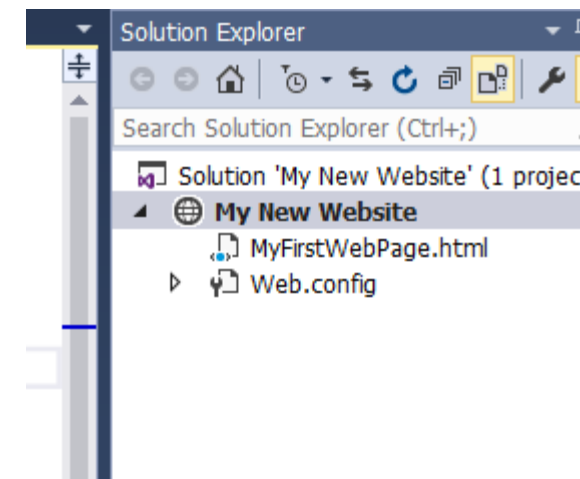 Solution Explorer
Search Solution Explorer (Ctrl+;)
Solution 'My New Website' (1 projec
My New Website
MyFirstWebPage.html
Web.config